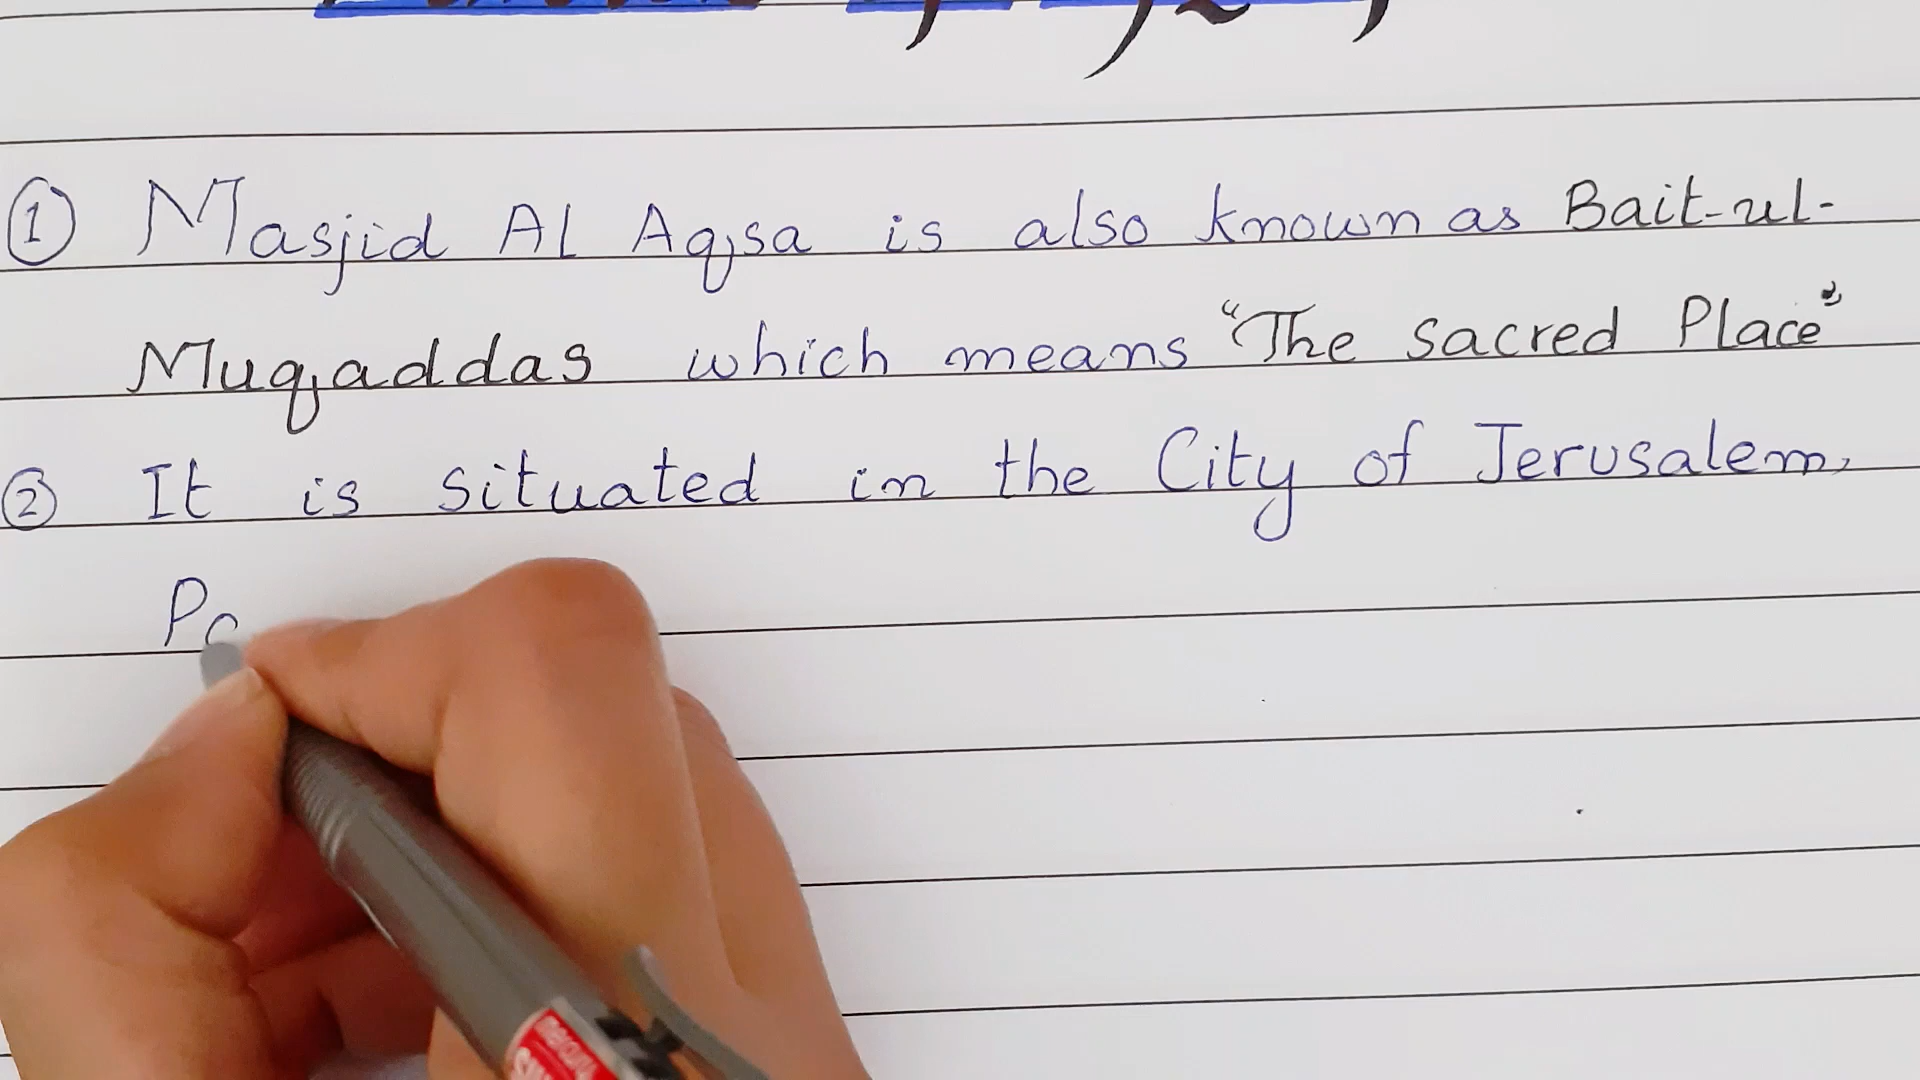 ① Masjid Al Aqsa is also known as Bait-ul-
Muqaddas which means "The Sacred Place"
② It is situated in the City of Jerusalem,
Pa